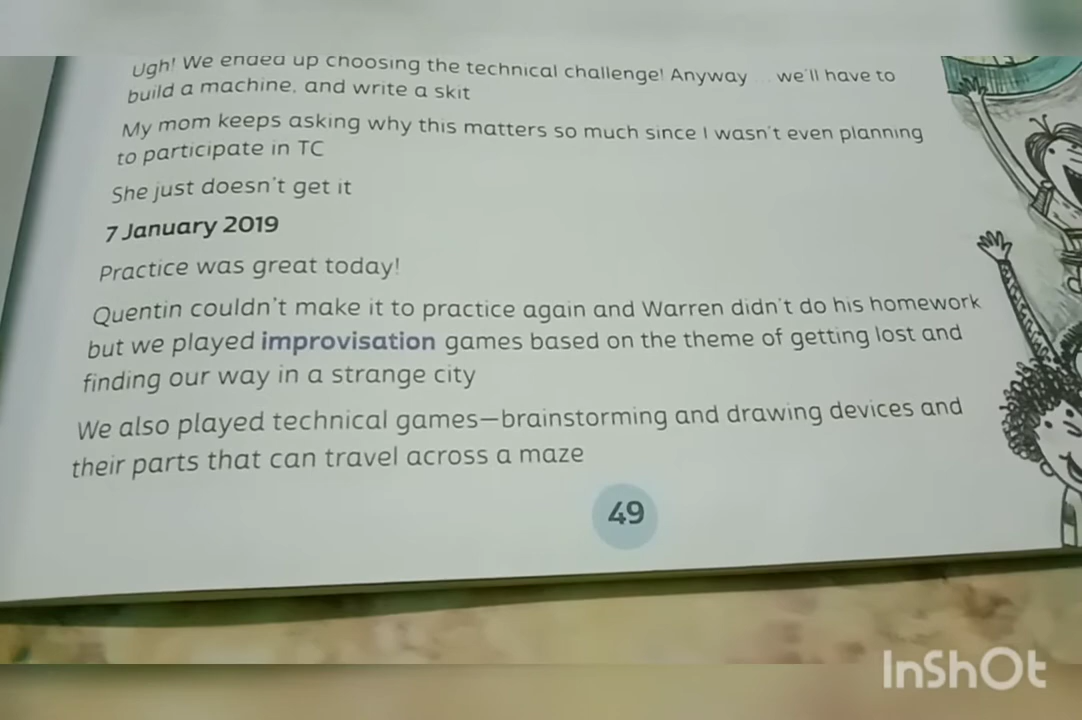 Ugh! We ended up choosing the technical challenge! Anyway... we'll have to
build a machine, and write a skit
My mom keeps asking why this matters so much since I wasn't even planning
to participate in TC
She just doesn't get it
7 January 2019
Practice was great today!
Quentin couldn't make it to practice again and Warren didn't do his homework
but we played improvisation games based on the theme of getting lost and
finding our way in a strange city
We also played technical games—brainstorming and drawing devices and
their parts that can travel across a maze
49
InShOt